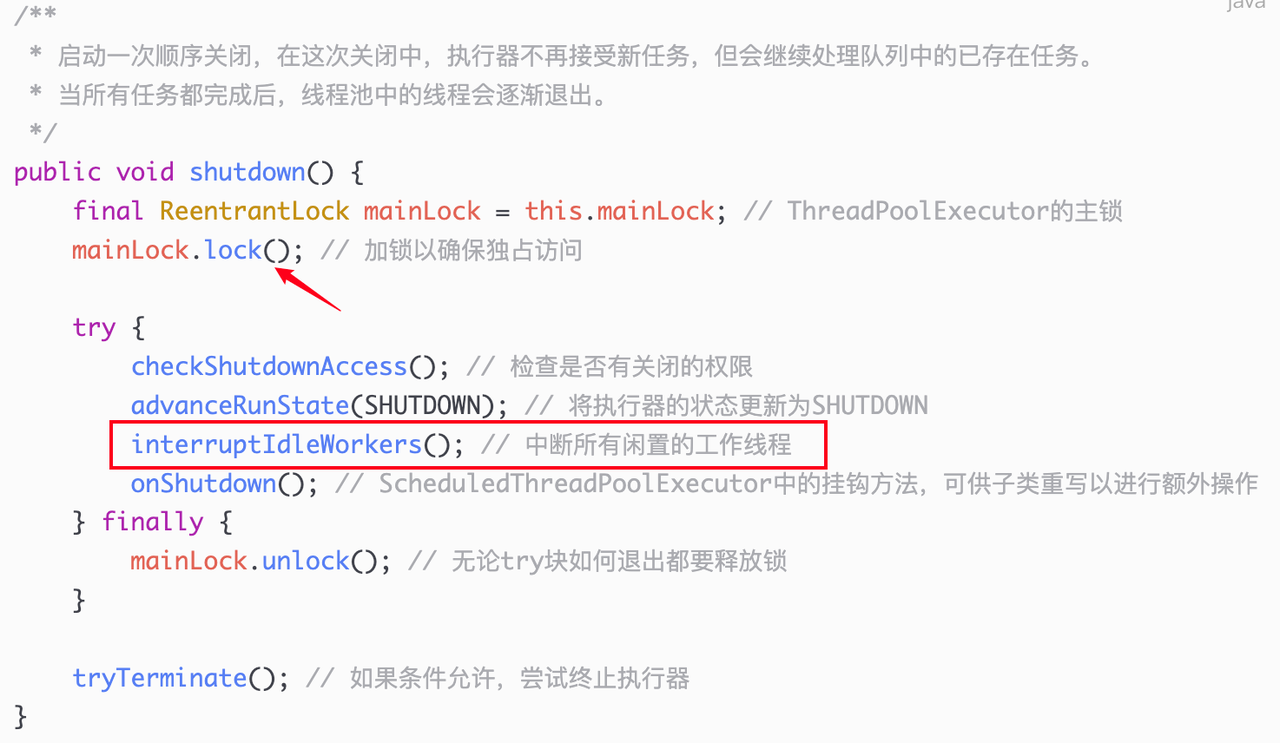 java
/**
 * 启动一次顺序关闭，在这次关闭中，执行器不再接受新任务，但会继续处理队列中的已存在任务。
 * 当所有任务都完成后，线程池中的线程会逐渐退出。
 */
public void shutdown() {
    final ReentrantLock mainLock = this.mainLock; // ThreadPoolExecutor的主锁
    mainLock.lock(); // 加锁以确保独占访问
    try {
        checkShutdownAccess(); // 检查是否有关闭的权限
        advanceRunState(SHUTDOWN); // 将执行器的状态更新为SHUTDOWN
        interruptIdleWorkers(); // 中断所有闲置的工作线程
        onShutdown(); // ScheduledThreadPoolExecutor中的挂钩方法，可供子类重写以进行额外操作
    } finally {
        mainLock.unlock(); // 无论try块如何退出都要释放锁
    }
    tryTerminate(); // 如果条件允许，尝试终止执行器
}